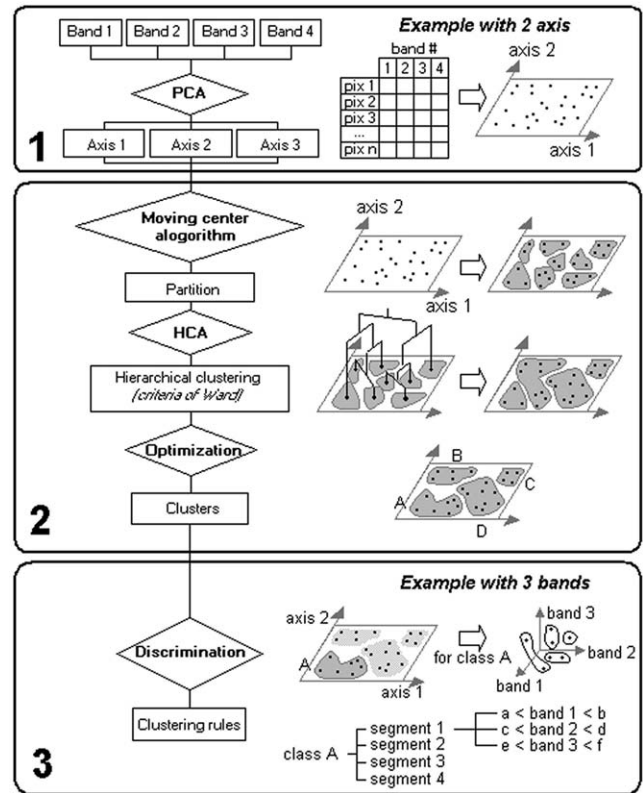 Band 1 Band 2 Band 3 Band 4
PCA
Axis 1 Axis 2 Axis 3
1
Example with 2 axis
band #
1 2 3 4
pix 1
pix 2
pix 3
...
pix n
axis 2
axis 1
Moving center
alogorithm
Partition
HCA
Hierarchical clustering
(criteria of Ward)
Optimization
Clusters
2
axis 2
axis 1
B
A
C
D
Discrimination
Clustering rules
3
Example with 3 bands
axis 2
A
axis 1
for class A
band 3
band 2
band 1
class A
segment 1
segment 2
segment 3
segment 4
a < band 1 < b
c < band 2 < d
e < band 3 < f